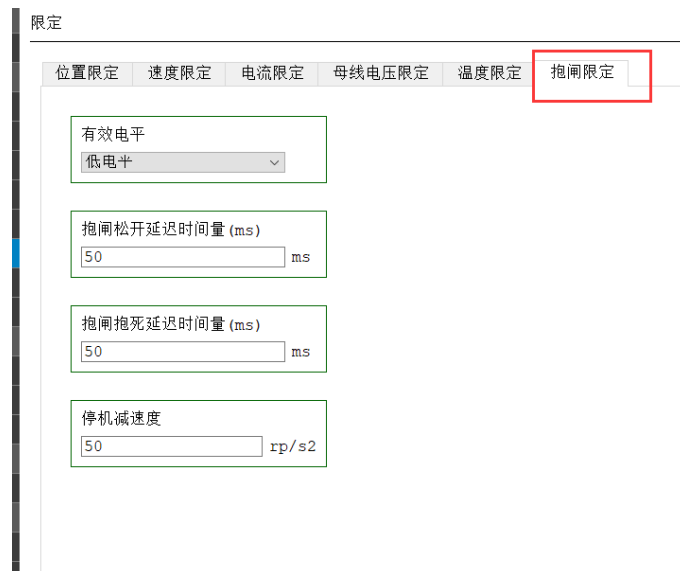 限定
位置限定 速度限定 电流限定 母线电压限定 温度限定 抱闸限定
有效电平
低电平
抱闸松开延迟时间量(ms)
50 ms
抱闸抱死延迟时间量(ms)
50 ms
停机减速度
50 rp/s2